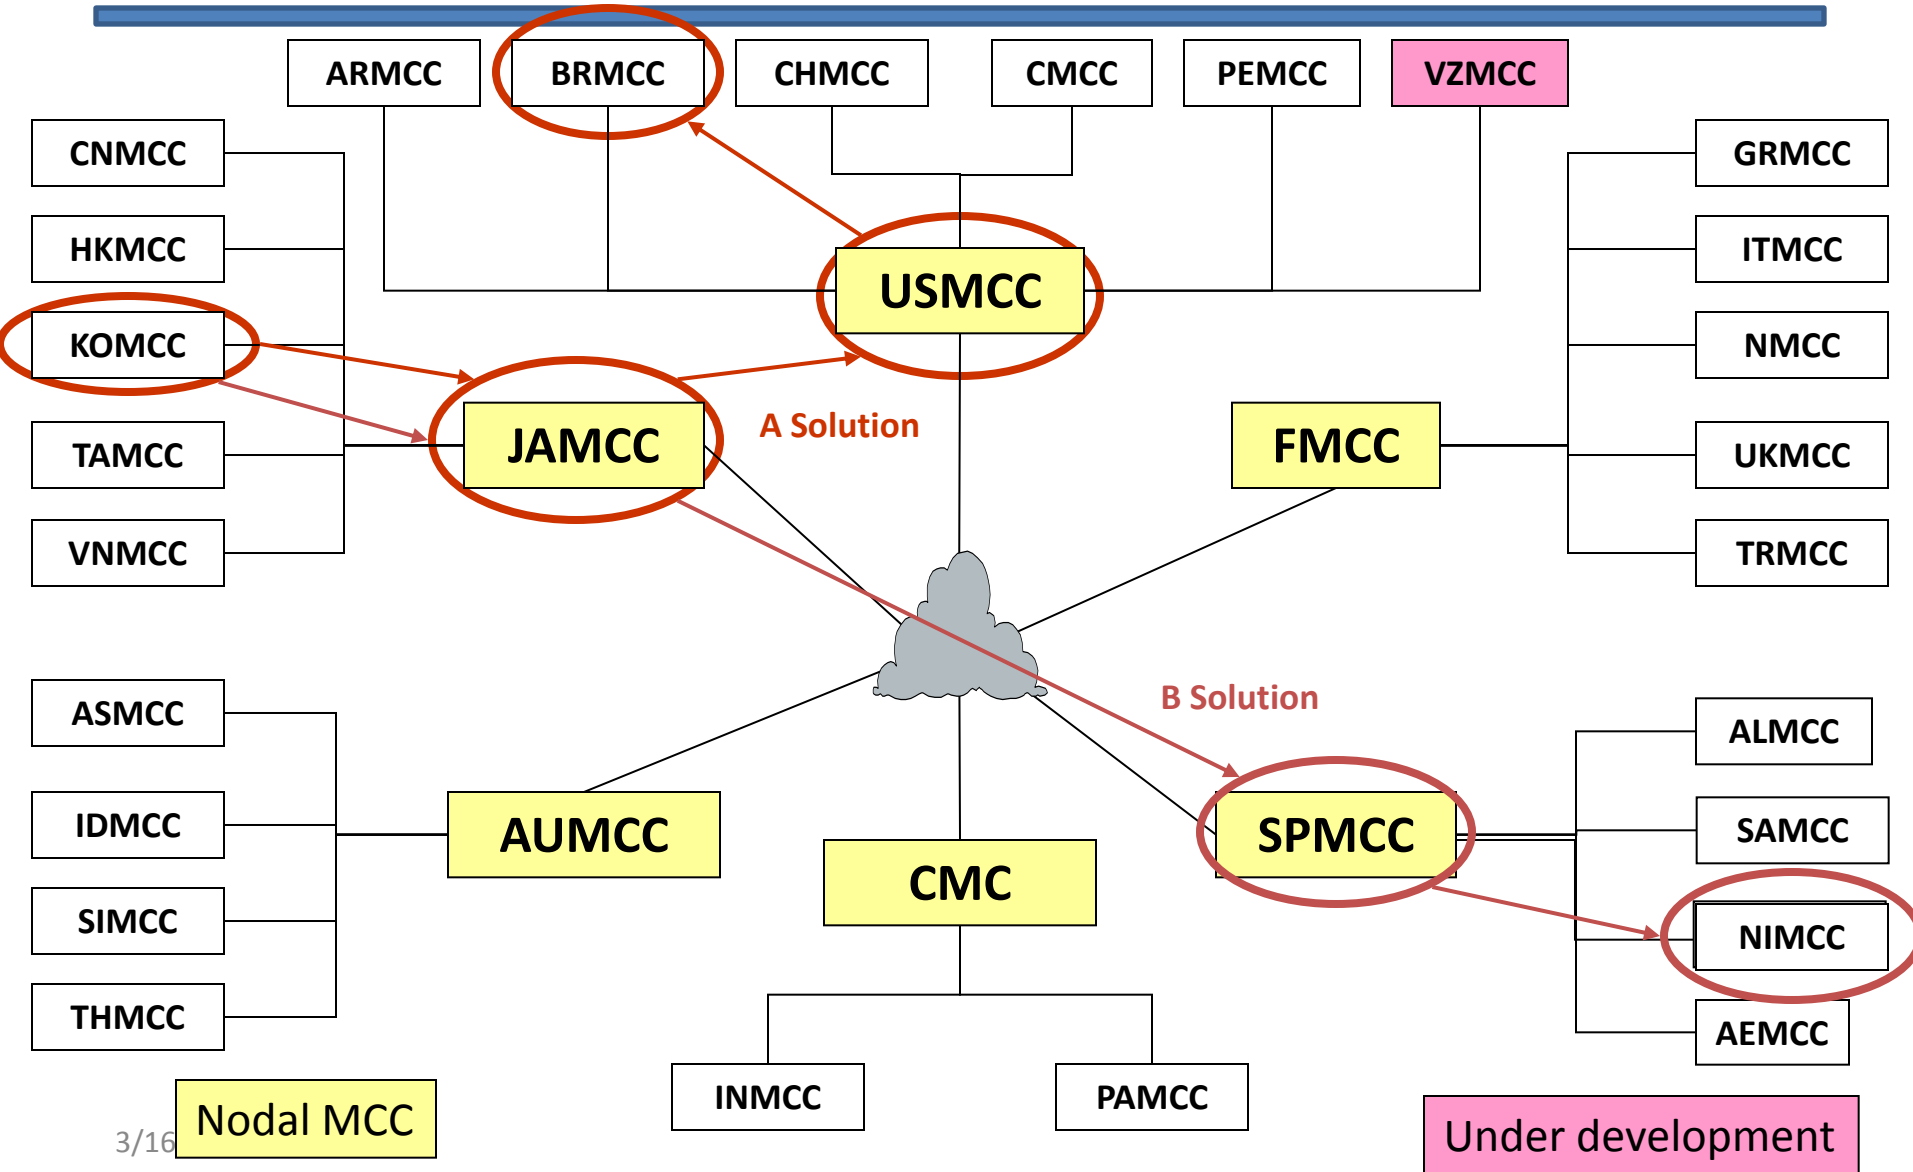 ARMCC
BRMCC
CHMCC
CMCC
PEMCC
VZMCC
CNMCC
HKMCC
KOMCC
TAMCC
VNMCC
GRMCC
ITMCC
NMCC
UKMCC
TRMCC
USMCC
JAMCC
A Solution
FMCC
B Solution
ASMCC
IDMCC
SIMCC
THMCC
AUMCC
CMC
SPMCC
ALMCC
SAMCC
NIMCC
AEMCC
INMCC
PAMCC
3/16
Nodal MCC
Under development